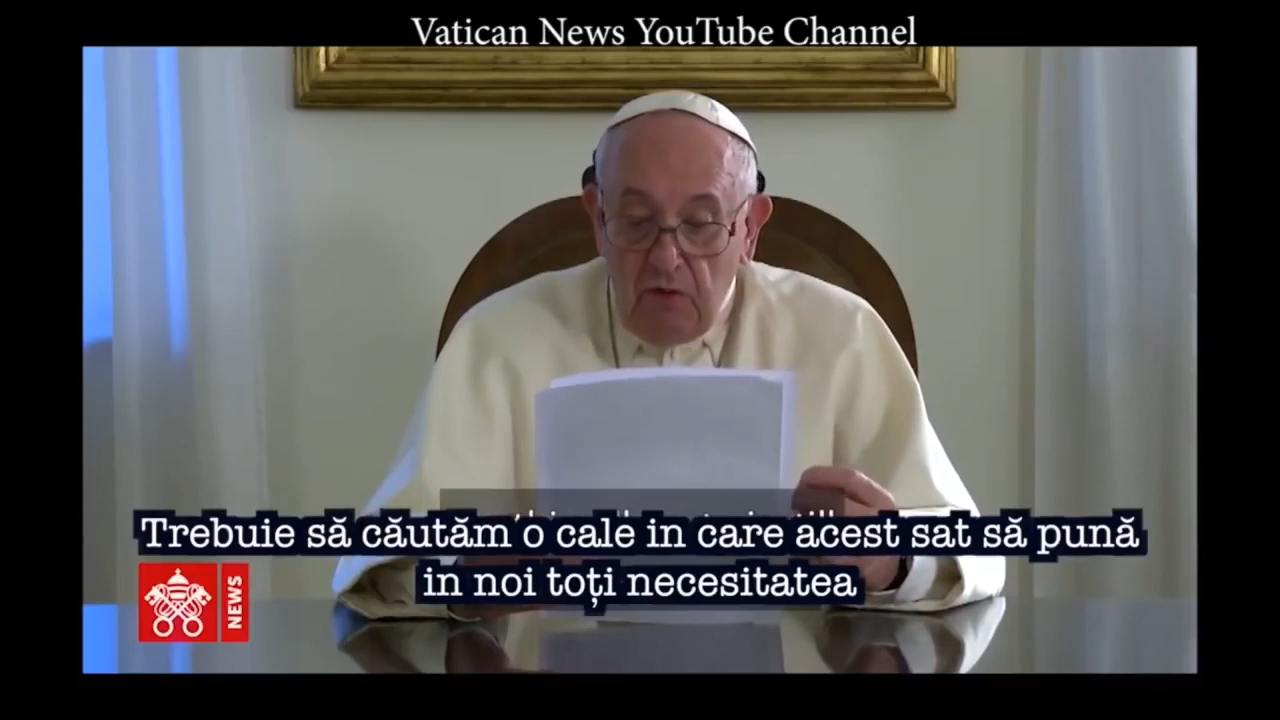 Vatican News YouTube Channel
Trebuie să căutăm o cale in care acest sat să pună
in noi toți necesitatea
NEWS